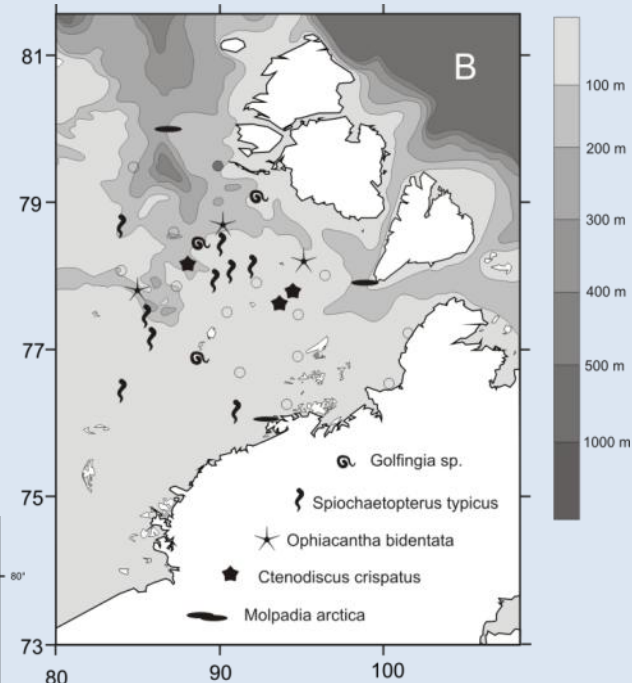 B
81
79
77
75
73
80
90
100
100 m
200 m
300 m
400 m
500 m
1000 m
Golfingia sp.
Spiochaetopterus typicus
Ophiacantha bidentata
Ctenodiscus crispatus
Molpadia arctica
80°